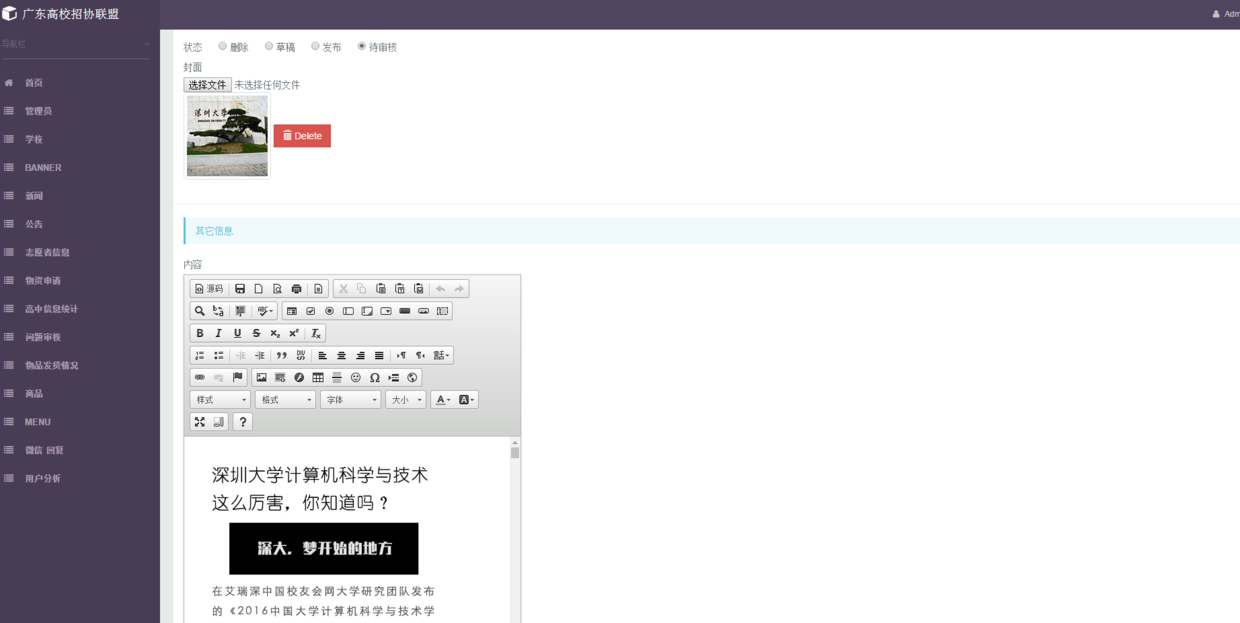 广东高校招协联盟
Adm
导航栏
首页
管理员
学校
BANNER
新闻
公告
志愿者信息
物资申请
高中信息统计
问题审核
物品发货情况
商品
MENU
微信 回复
用户分析
状态 删除 草稿 发布 待审核
封面
选择文件 未选择任何文件
深圳大学
Delete
其它信息
内容
源码
样式 格式 字体 大小
深圳大学计算机科学与技术
这么厉害，你知道吗？
深大，梦开始的地方
在艾瑞深中国校友会网大学研究团队发布
的《2016中国大学计算机科学与技术学